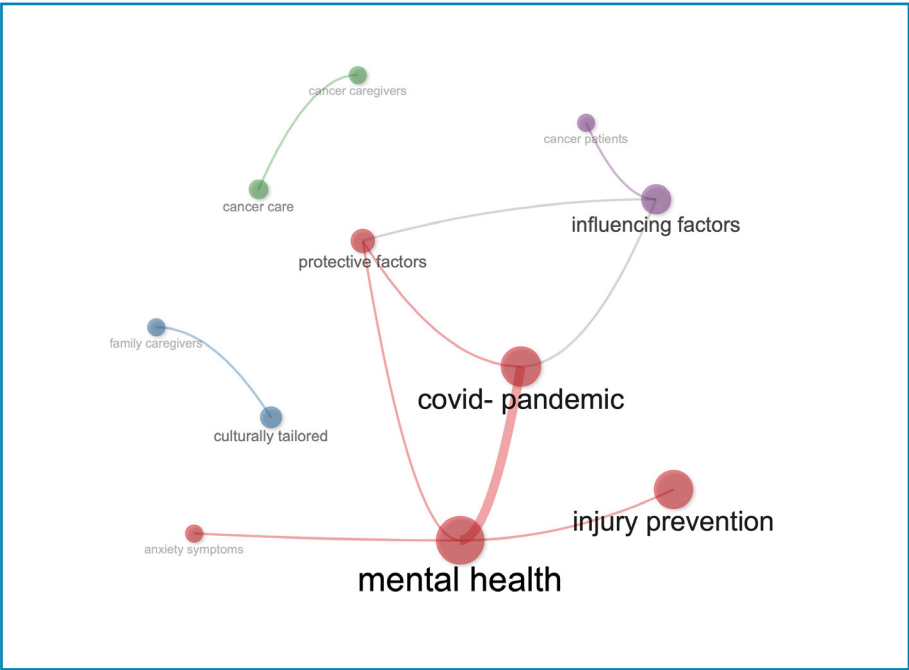 cancer caregivers
cancer patients
cancer care
influencing factors
protective factors
family caregivers
covid- pandemic
culturally tailored
injury prevention
anxiety symptoms
mental health